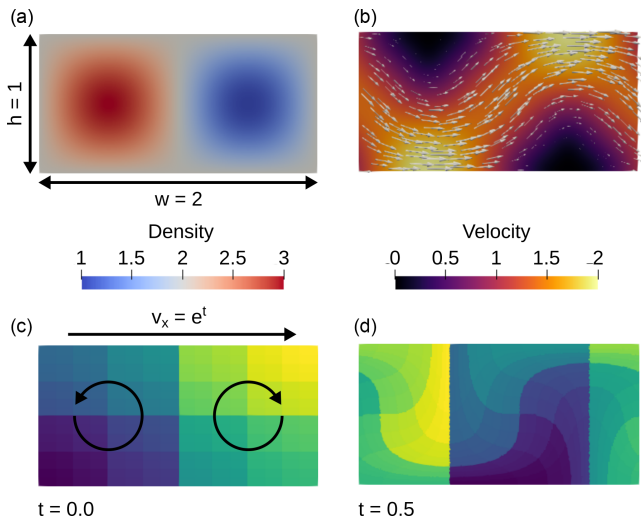 (a)
(b)
h = 1
w = 2
Density
1 1.5 2 2.5 3
Velocity
0 0.5 1 1.5 2
(c)
vₓ = eᵗ
(d)
t = 0.0
t = 0.5